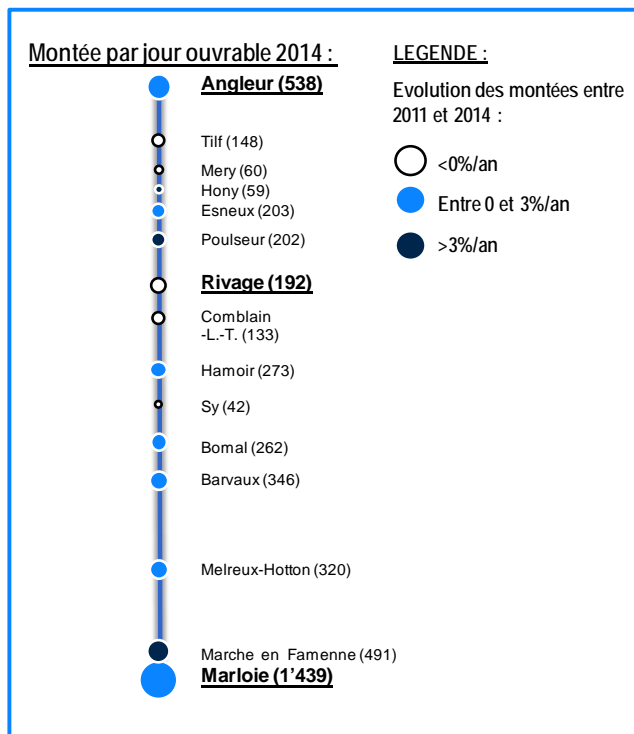 Montée par jour ouvrable 2014 :
Angleur (538)
Tilf (148)
Mery (60)
Hony (59)
Esneux (203)
Poulseur (202)
Rivage (192)
Comblain
-L.-T. (133)
Hamoir (273)
Sy (42)
Bomal (262)
Barvaux (346)
Melreux-Hotton (320)
Marche en Famenne (491)
Marloie (1'439)
LEGENDE :
Evolution des montées entre
2011 et 2014 :
<0%/an
Entre 0 et 3%/an
>3%/an